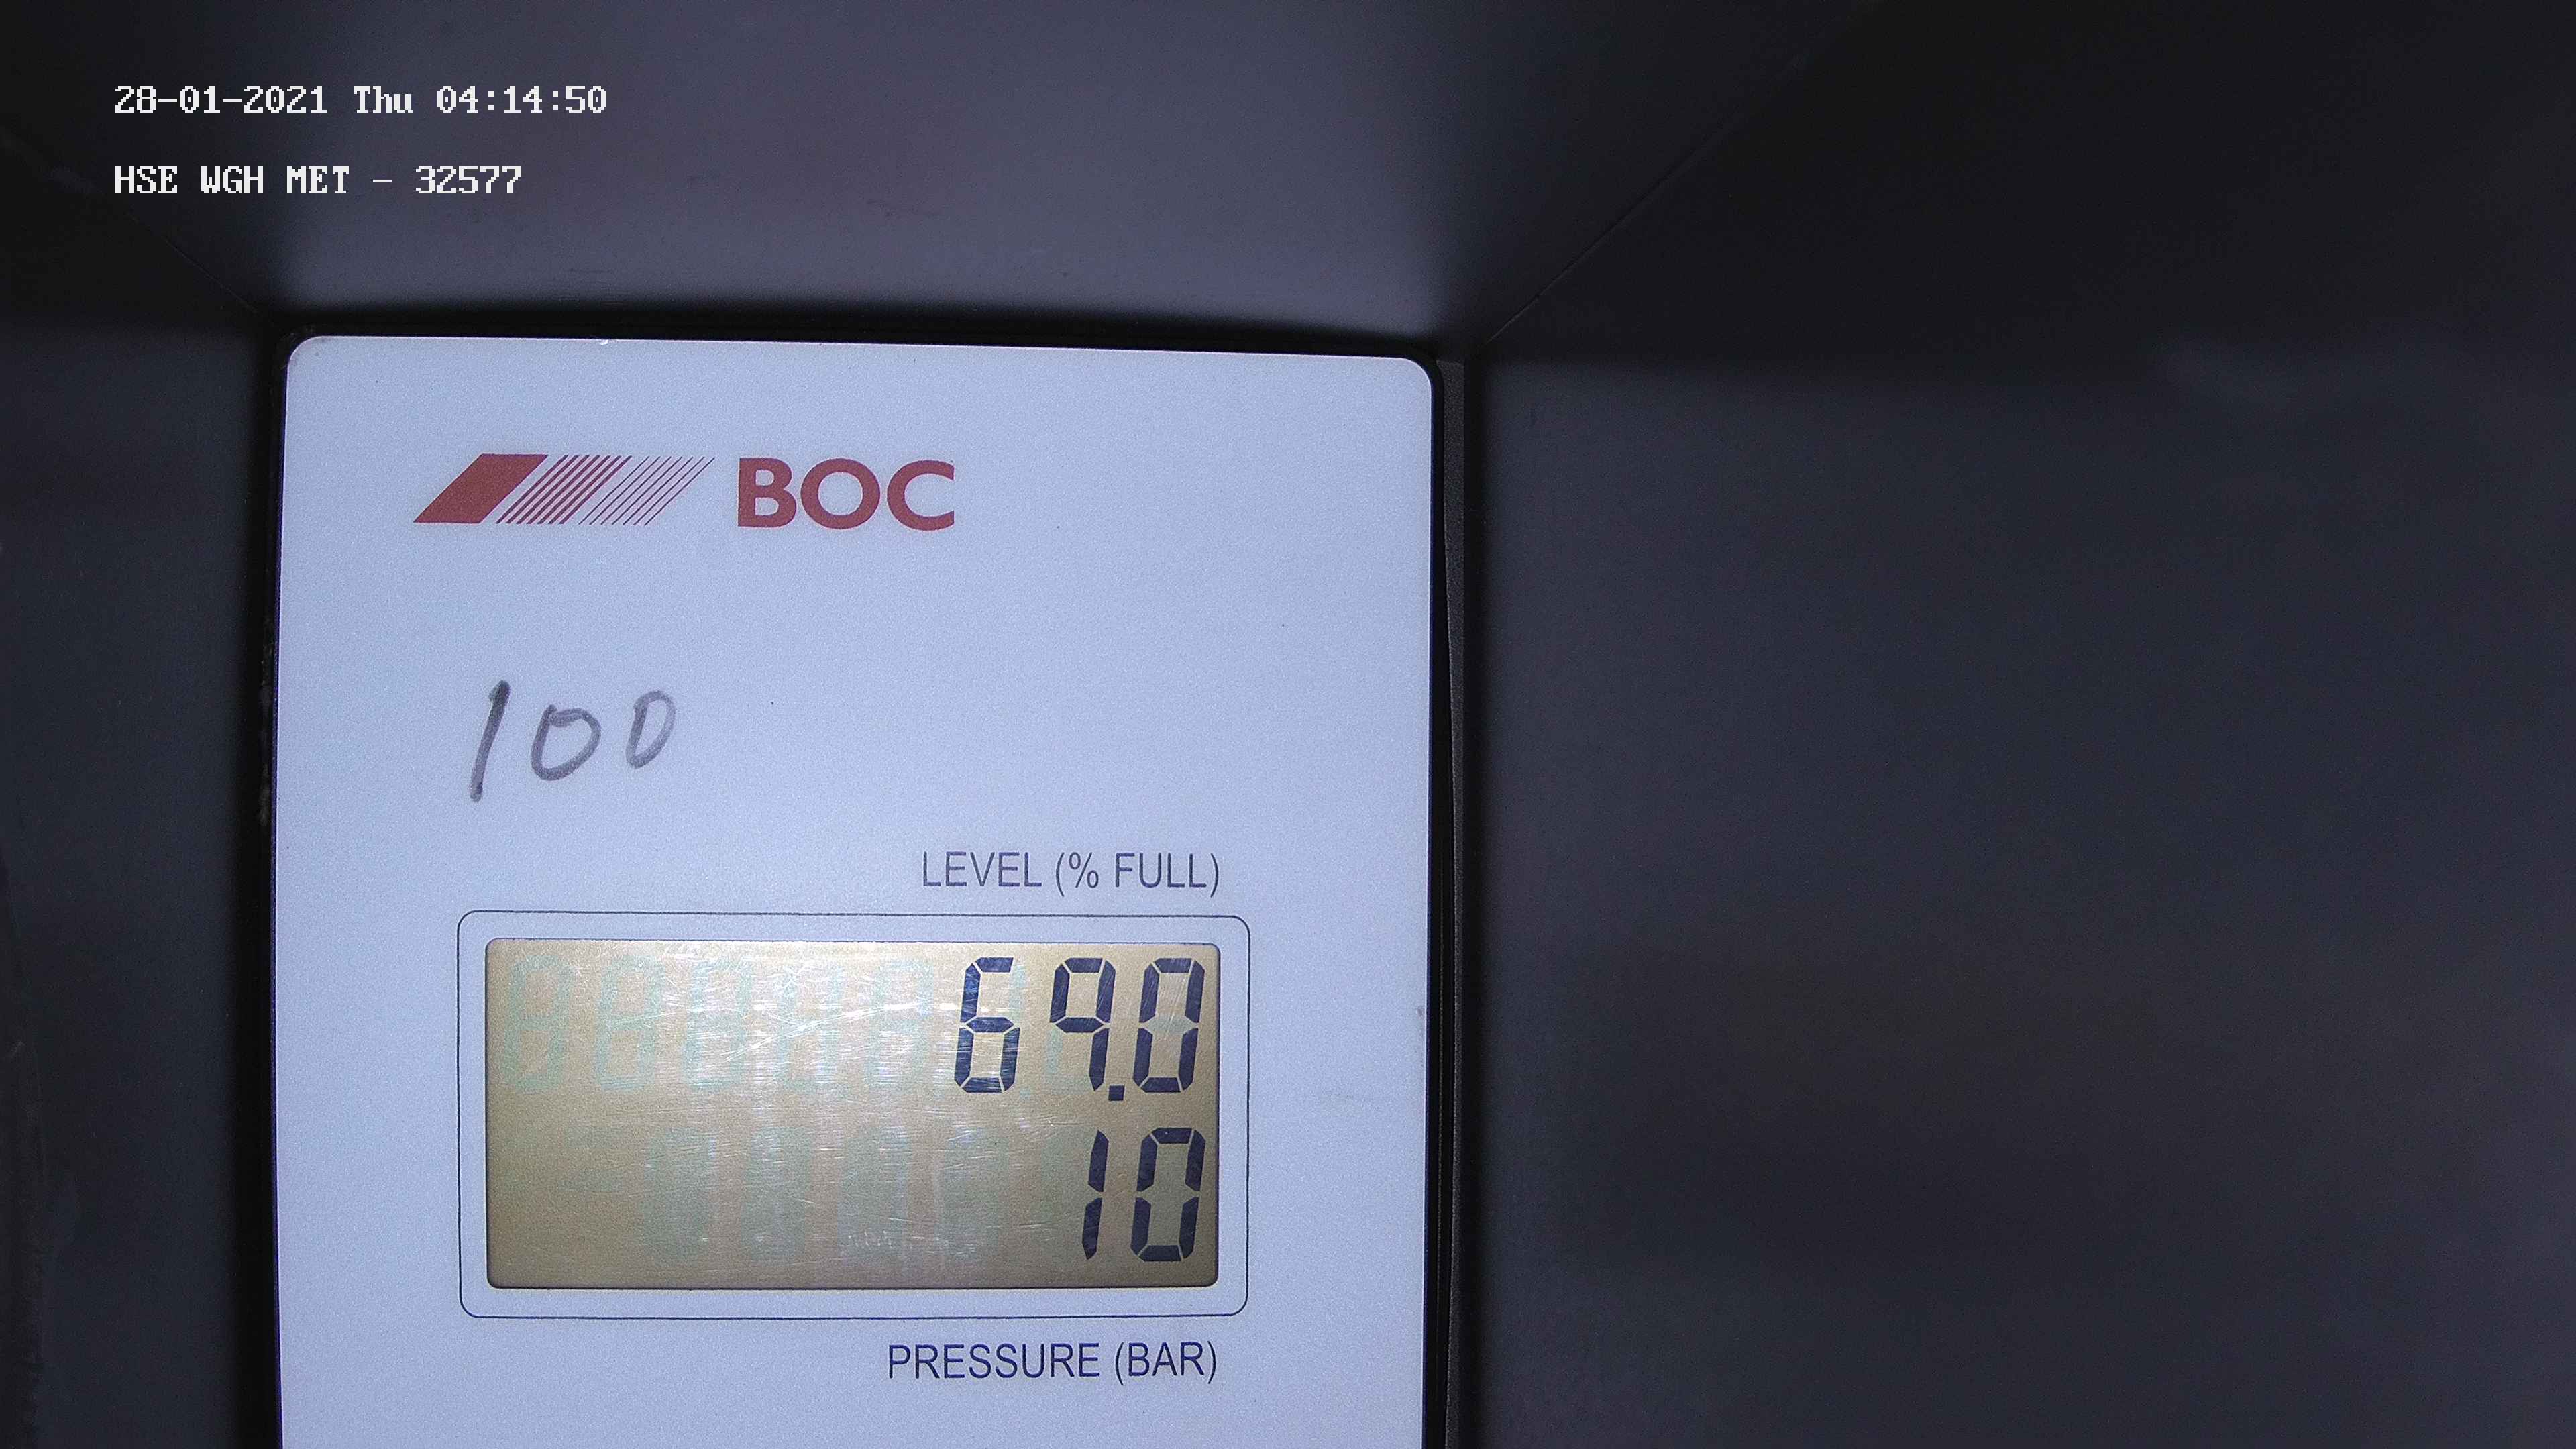 28-01-2021 Thu 04:14:50
HSE WGH MET - 32577
BOC
100
LEVEL (% FULL)
69.0
10
PRESSURE (BAR)